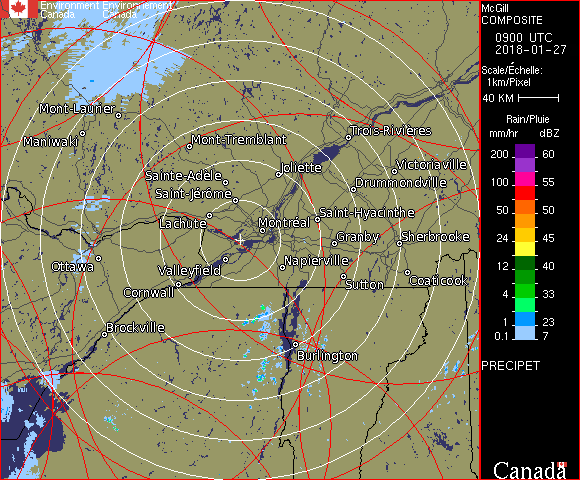 Environment Environnement
Canada Canada
McGill
COMPOSITE
0900 UTC
2018-01-27
Scale/Échelle:
1km/Pixel
40 KM
Rain/Pluie
mm/hr dBZ
200 60
55
100 55
50 50
24 45
12 40
8 33
4 33
1 23
0.1 7
PRECIPET
Canada
Mont-Laurier
Maniwaki
Mont-Tremblant
Trois-Rivières
Sainte-Adèle
Joliette
Victoriaville
Saint-Jérôme
Drummondville
Lachute
Montréal
Saint-Hyacinthe
Granby
Sherbrooke
Ottawa
Valleyfield
Napierville
Cornwall
Sutton
Coaticook
Brockville
Burlington